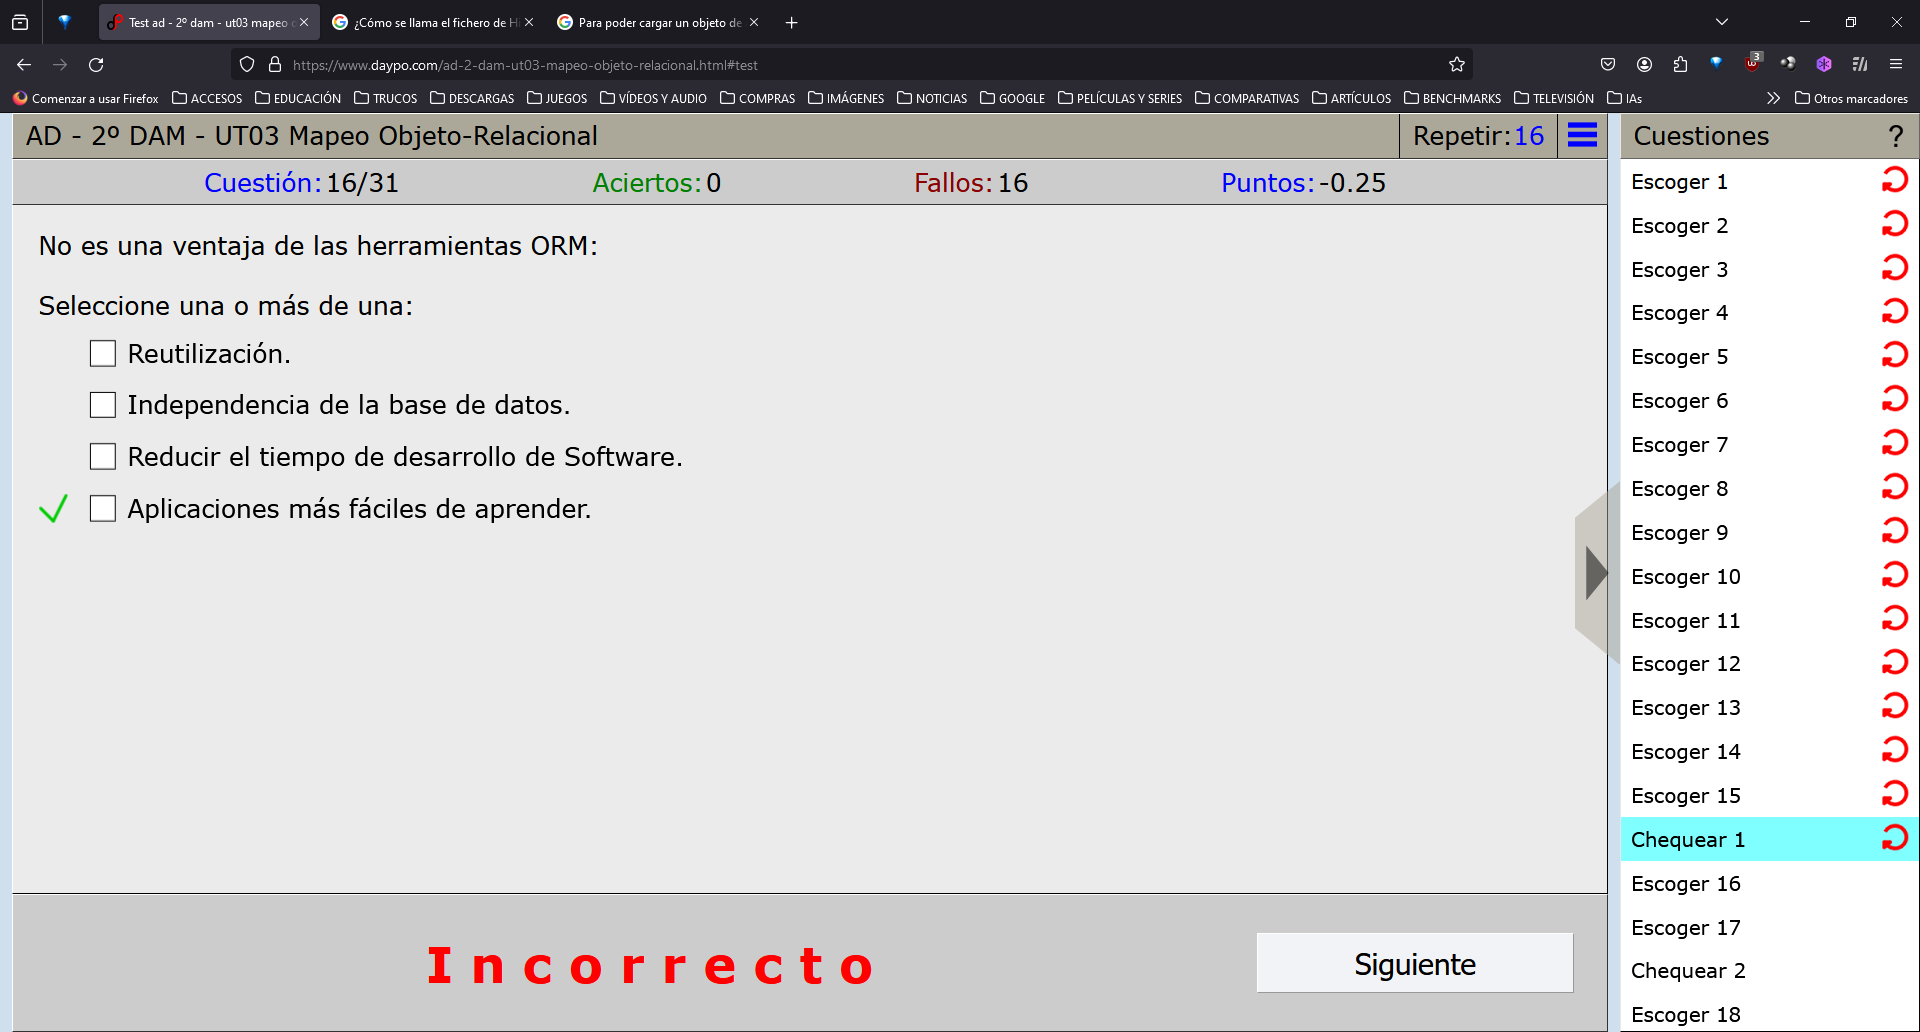 Test ad - 2º dam - ut03 mapeo
¿Cómo se llama el fichero de Hi
Para poder cargar un objeto de
https://www.daypo.com/ad-2-dam-ut03-mapeo-objeto-relacional.html#test
3
Comenzar a usar Firefox
ACCESOS
EDUCACIÓN
TRUCOS
DESCARGAS
JUEGOS
VÍDEOS Y AUDIO
COMPRAS
IMÁGENES
NOTICIAS
GOOGLE
PELÍCULAS Y SERIES
COMPARATIVAS
ARTÍCULOS
BENCHMARKS
TELEVISIÓN
IAs
Otros marcadores
AD - 2º DAM - UT03 Mapeo Objeto-Relacional
Repetir:16
Cuestión:16/31
Aciertos:0
Fallos:16
Puntos:-0.25
No es una ventaja de las herramientas ORM:
Seleccione una o más de una:
Reutilización.
Independencia de la base de datos.
Reducir el tiempo de desarrollo de Software.
Aplicaciones más fáciles de aprender.
Incorrecto
Siguiente
Cuestiones ?
Escoger 1
Escoger 2
Escoger 3
Escoger 4
Escoger 5
Escoger 6
Escoger 7
Escoger 8
Escoger 9
Escoger 10
Escoger 11
Escoger 12
Escoger 13
Escoger 14
Escoger 15
Chequear 1
Escoger 16
Escoger 17
Chequear 2
Escoger 18